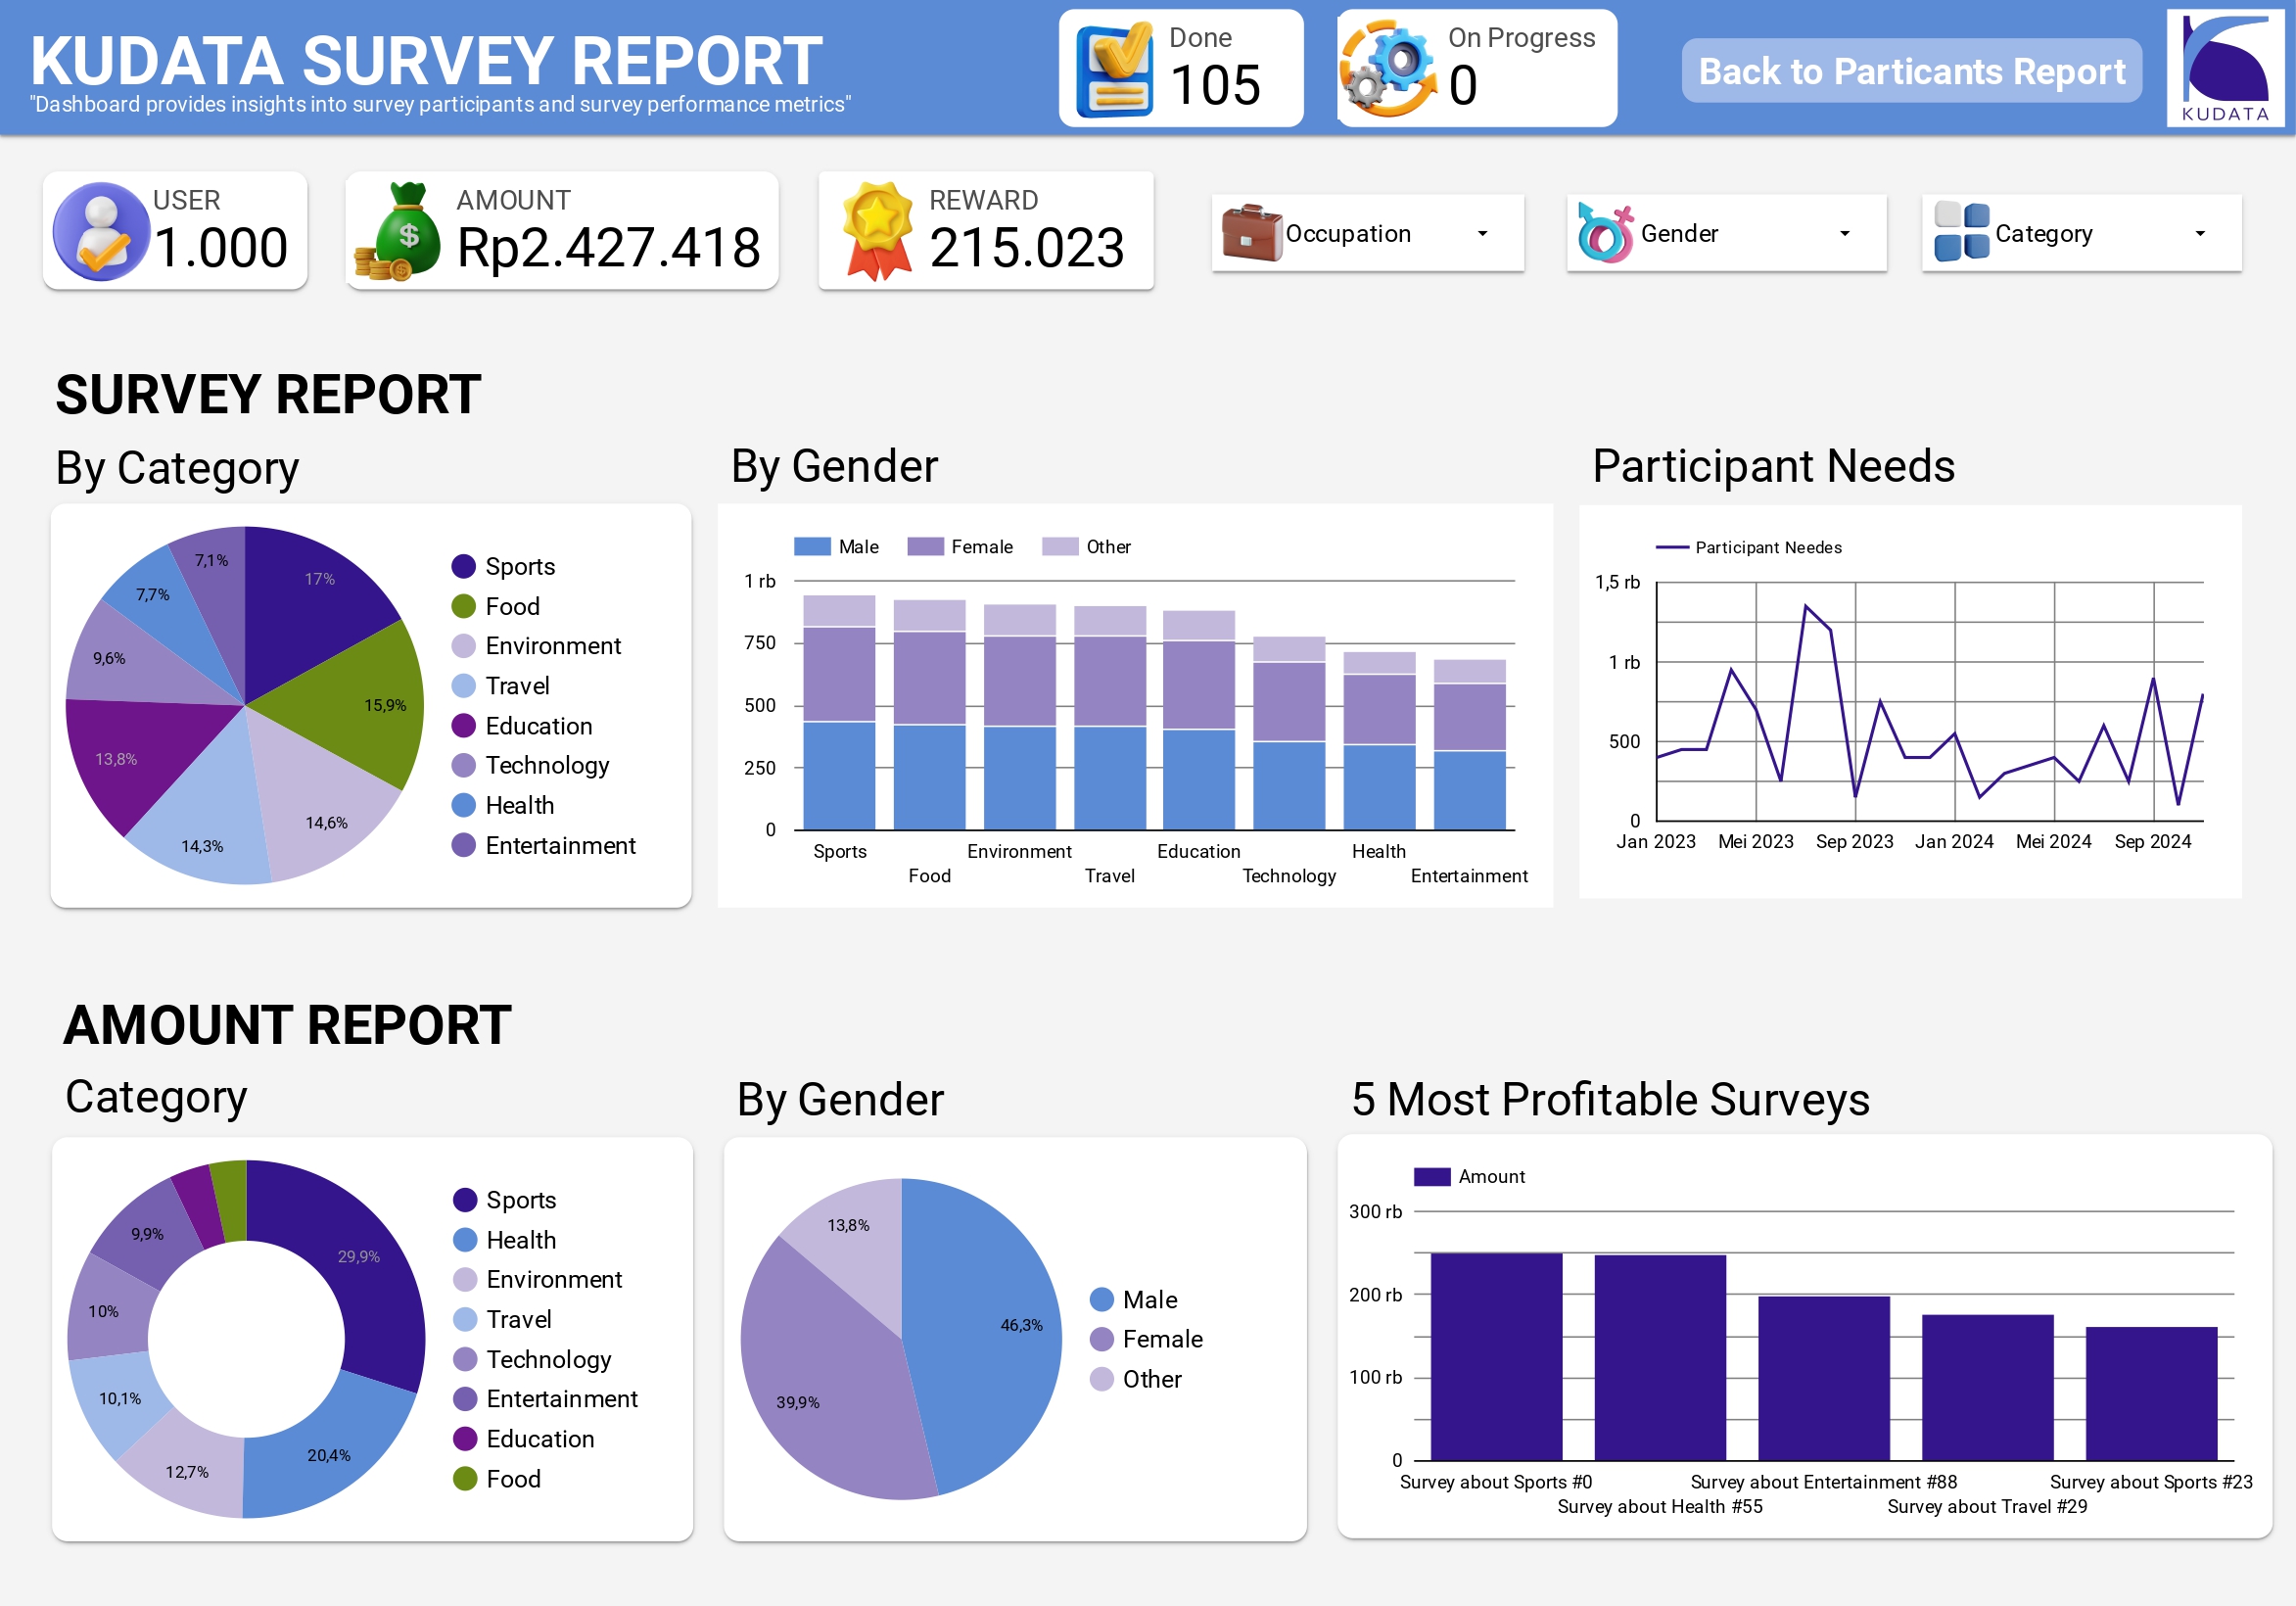 KUDATA SURVEY REPORT
"Dashboard provides insights into survey participants and survey performance metrics"
Done
105
On Progress
0
Back to Particants Report
KUDATA
USER
1.000
AMOUNT
Rp2.427.418
REWARD
215.023
Occupation
Gender
Category
SURVEY REPORT
By Category
17%
15,9%
14,6%
14,3%
13,8%
9,6%
7,7%
7,1%
Sports
Food
Environment
Travel
Education
Technology
Health
Entertainment
By Gender
Male Female Other
1 rb
750
500
250
0
Sports Environment Education Health
Food Travel Technology Entertainment
Participant Needs
Participant Needes
1,5 rb
1 rb
500
0
Jan 2023 Mei 2023 Sep 2023 Jan 2024 Mei 2024 Sep 2024
AMOUNT REPORT
Category
29,9%
20,4%
12,7%
10,1%
10%
9,9%
Sports
Health
Environment
Travel
Technology
Entertainment
Education
Food
By Gender
46,3%
39,9%
13,8%
Male
Female
Other
5 Most Profitable Surveys
Amount
300 rb
200 rb
100 rb
0
Survey about Sports #0 Survey about Entertainment #88 Survey about Sports #23
Survey about Health #55 Survey about Travel #29